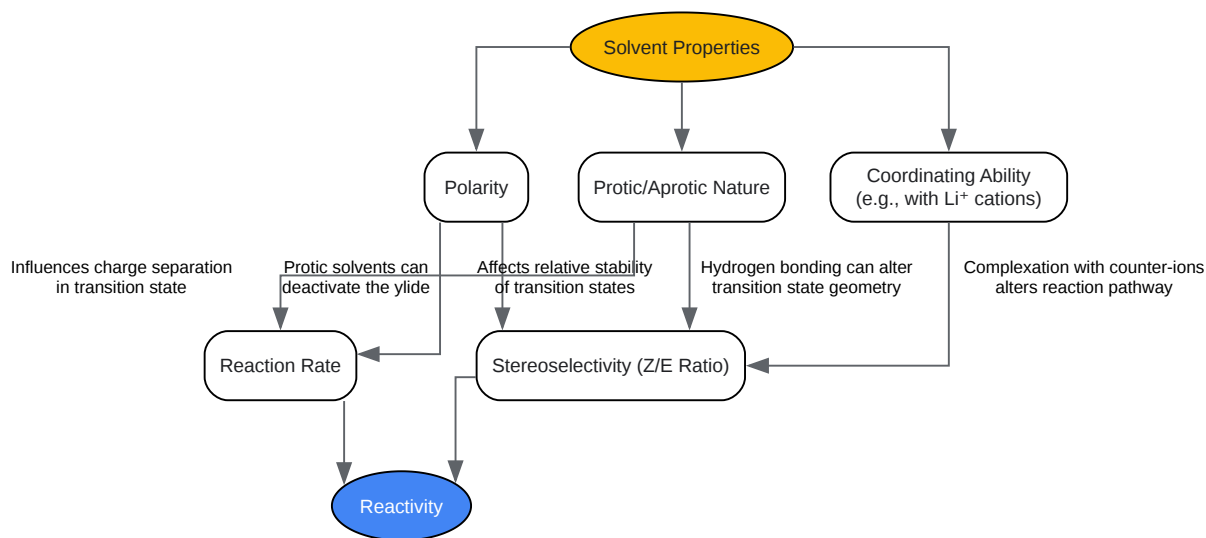 Solvent Properties
Polarity
Protic/Aprotic Nature
Coordinating Ability
(e.g., with Li⁺ cations)
Influences charge separation
in transition state
Protic solvents can
deactivate the ylide
Affects relative stability
of transition states
Hydrogen bonding can alter
transition state geometry
Complexation with counter-ions
alters reaction pathway
Reaction Rate
Stereoselectivity (Z/E Ratio)
Reactivity